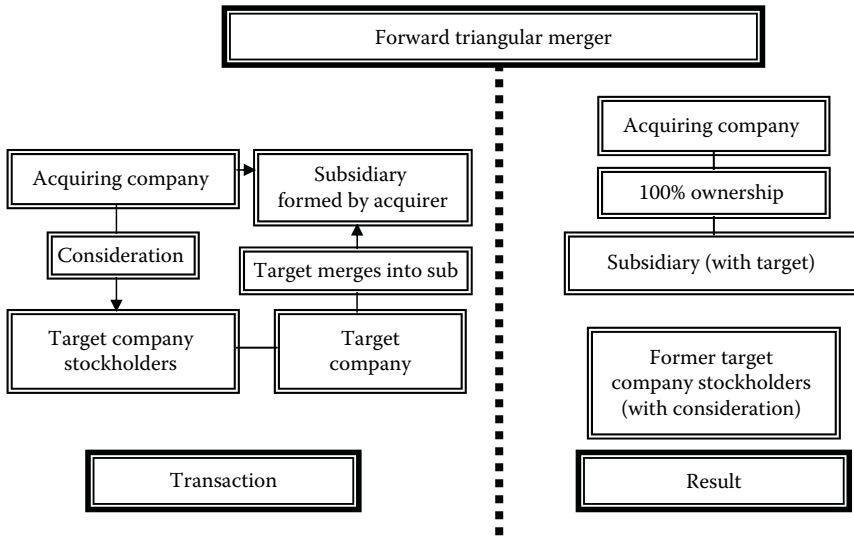 Forward triangular merger
Acquiring company
Subsidiary
formed by acquirer
Consideration
Target merges into sub
Target company
stockholders
Target
company
Transaction
Acquiring company
100% ownership
Subsidiary (with target)
Former target
company stockholders
(with consideration)
Result